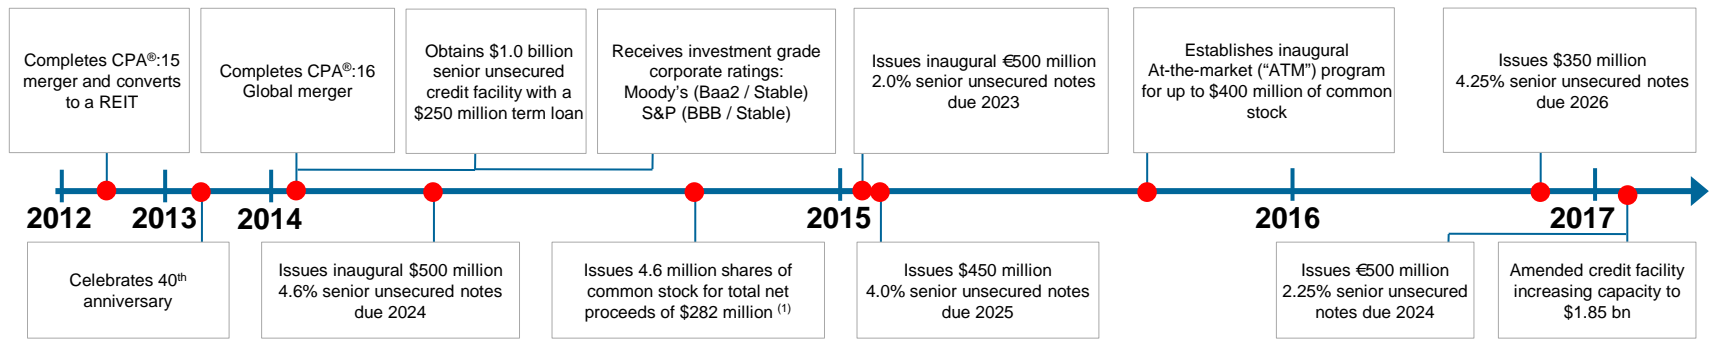 Completes CPA®:15
merger and converts
to a REIT
Completes CPA®:16
Global merger
Obtains $1.0 billion
senior unsecured
credit facility with a
$250 million term loan
Receives investment grade
corporate ratings:
Moody's (Baa2 / Stable)
S&P (BBB / Stable)
Issues inaugural €500 million
2.0% senior unsecured notes
due 2023
Establishes inaugural
At-the-market ("ATM") program
for up to $400 million of common
stock
Issues $350 million
4.25% senior unsecured notes
due 2026
2012
2013
2014
2015
2016
2017
Celebrates 40th
anniversary
Issues inaugural $500 million
4.6% senior unsecured notes
due 2024
Issues 4.6 million shares of
common stock for total net
proceeds of $282 million (1)
Issues $450 million
4.0% senior unsecured notes
due 2025
Issues €500 million
2.25% senior unsecured
notes due 2024
Amended credit facility
increasing capacity to
$1.85 bn